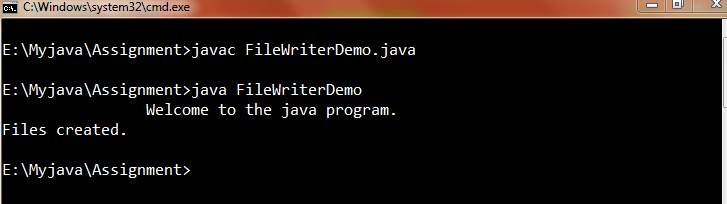 C:\Windows\system32\cmd.exe
E:\Myjava\Assignment>javac FileWriterDemo.java
E:\Myjava\Assignment>java FileWriterDemo
Welcome to the java program.
Files created.
E:\Myjava\Assignment>